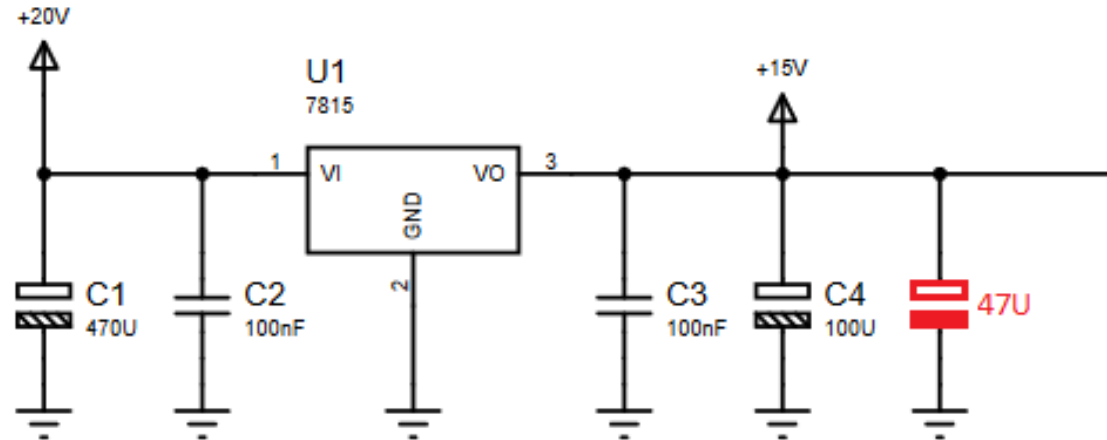 +20V
U1
7815
+15V
1
VI
VO
3
GND
2
C1
470U
C2
100nF
C3
100nF
C4
100U
47U